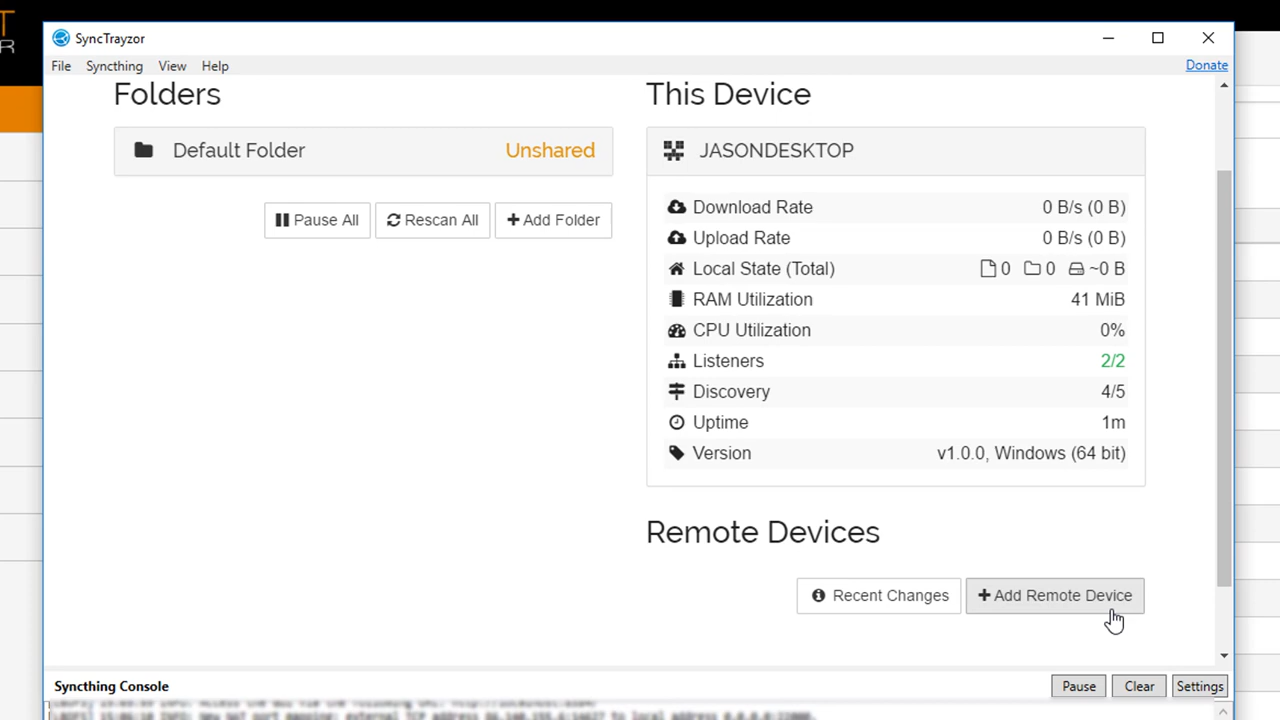 T
R
SyncTrayzor
File Syncthing View Help Donate
Folders
Default Folder Unshared
Pause All Rescan All Add Folder
This Device
JASONDESKTOP
Download Rate 0 B/s (0 B)
Upload Rate 0 B/s (0 B)
Local State (Total) 0 0 ~0 B
RAM Utilization 41 MiB
CPU Utilization 0%
Listeners 2/2
Discovery 4/5
Uptime 1m
Version v1.0.0, Windows (64 bit)
Remote Devices
Recent Changes Add Remote Device
Syncthing Console Pause Clear Settings